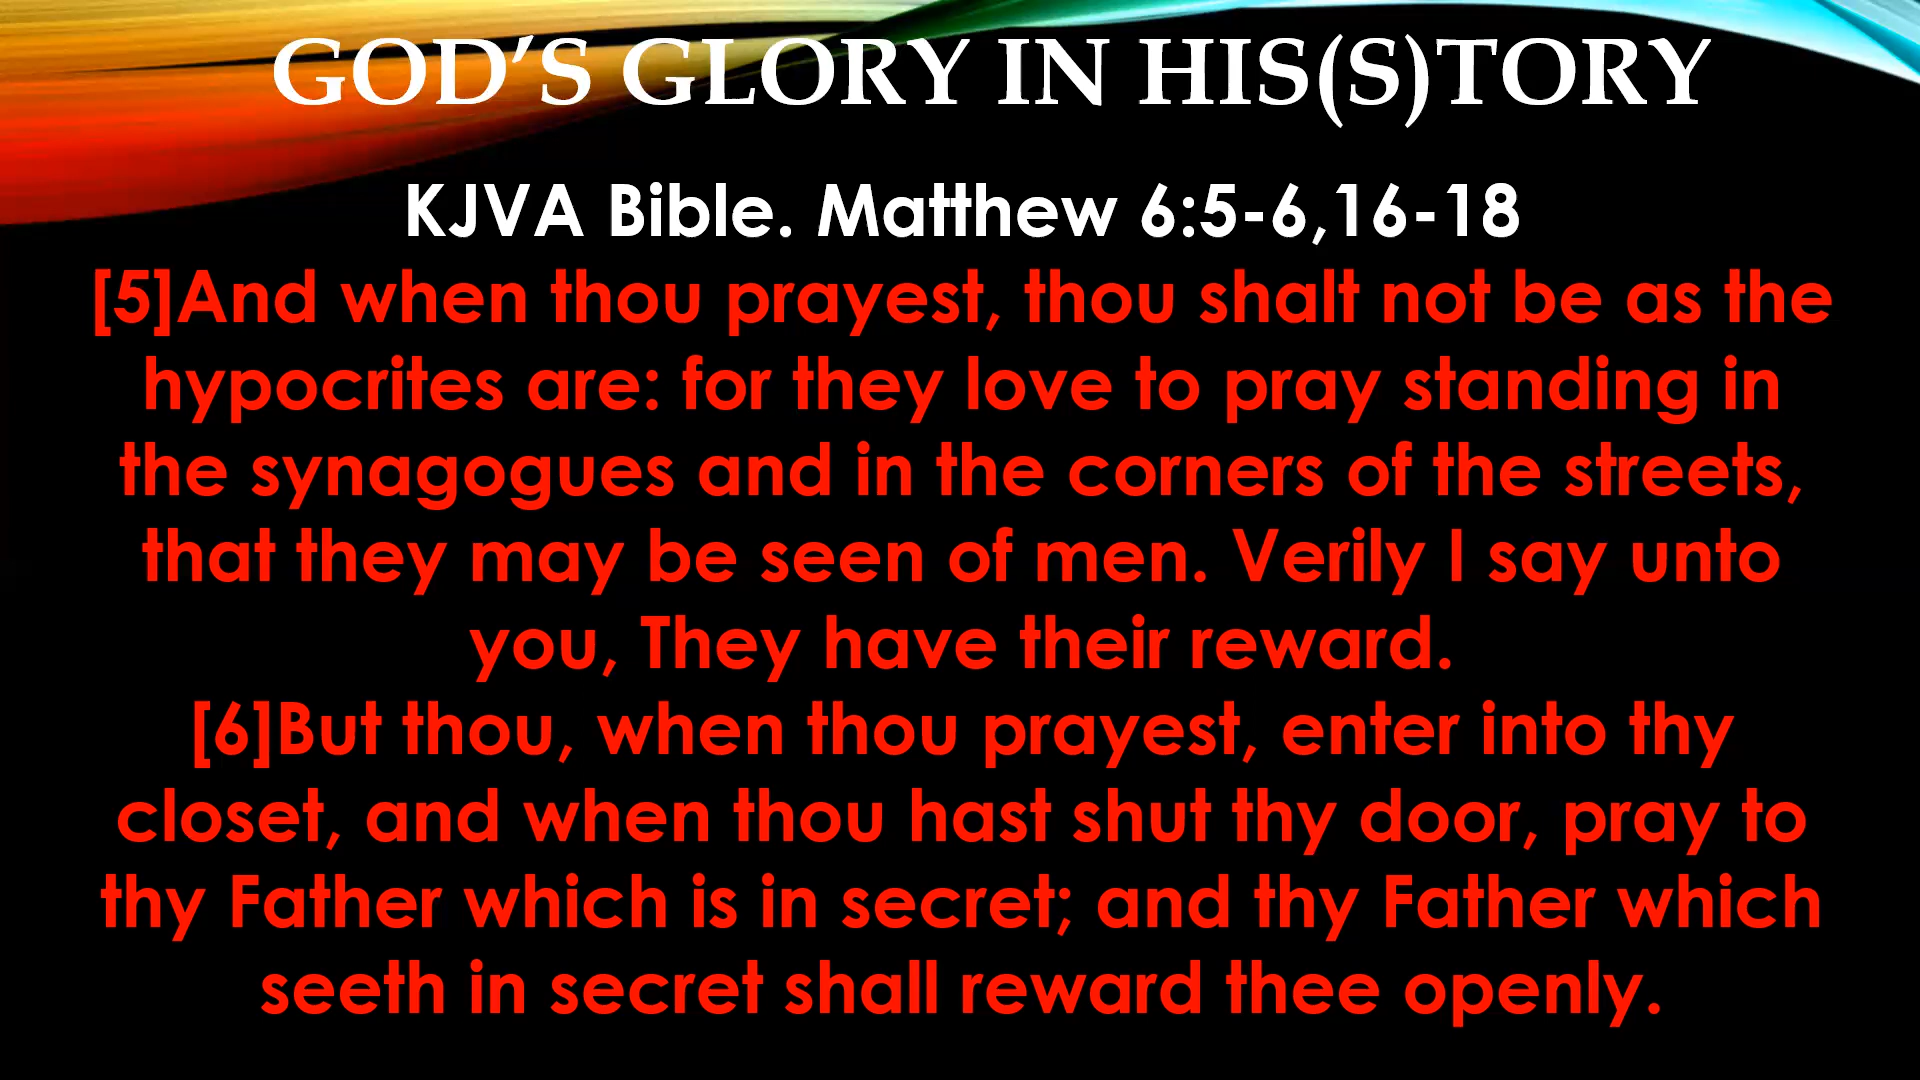 GOD’S GLORY IN HIS(S)TORY
KJVA Bible. Matthew 6:5-6,16-18
[5]And when thou prayest, thou shalt not be as the
hypocrites are: for they love to pray standing in
the synagogues and in the corners of the streets,
that they may be seen of men. Verily I say unto
you, They have their reward.
[6]But thou, when thou prayest, enter into thy
closet, and when thou hast shut thy door, pray to
thy Father which is in secret; and thy Father which
seeth in secret shall reward thee openly.